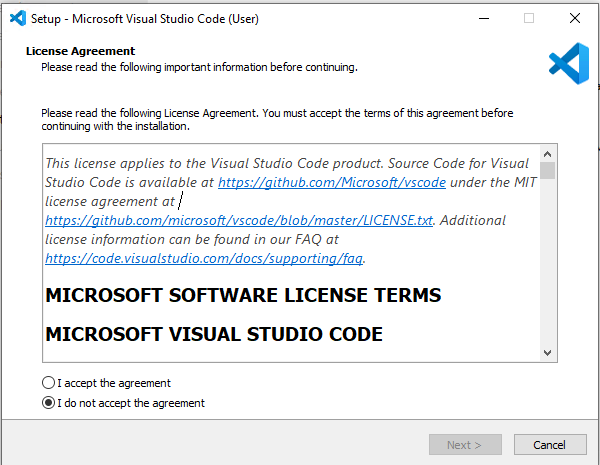 Setup - Microsoft Visual Studio Code (User)
License Agreement
Please read the following important information before continuing.
Please read the following License Agreement. You must accept the terms of this agreement before
continuing with the installation.
This license applies to the Visual Studio Code product. Source Code for Visual
Studio Code is available at https://github.com/Microsoft/vscode under the MIT
license agreement at
https://github.com/microsoft/vscode/blob/master/LICENSE.txt. Additional
license information can be found in our FAQ at
https://code.visualstudio.com/docs/supporting/faq.
MICROSOFT SOFTWARE LICENSE TERMS
MICROSOFT VISUAL STUDIO CODE
I accept the agreement
I do not accept the agreement
Next >
Cancel